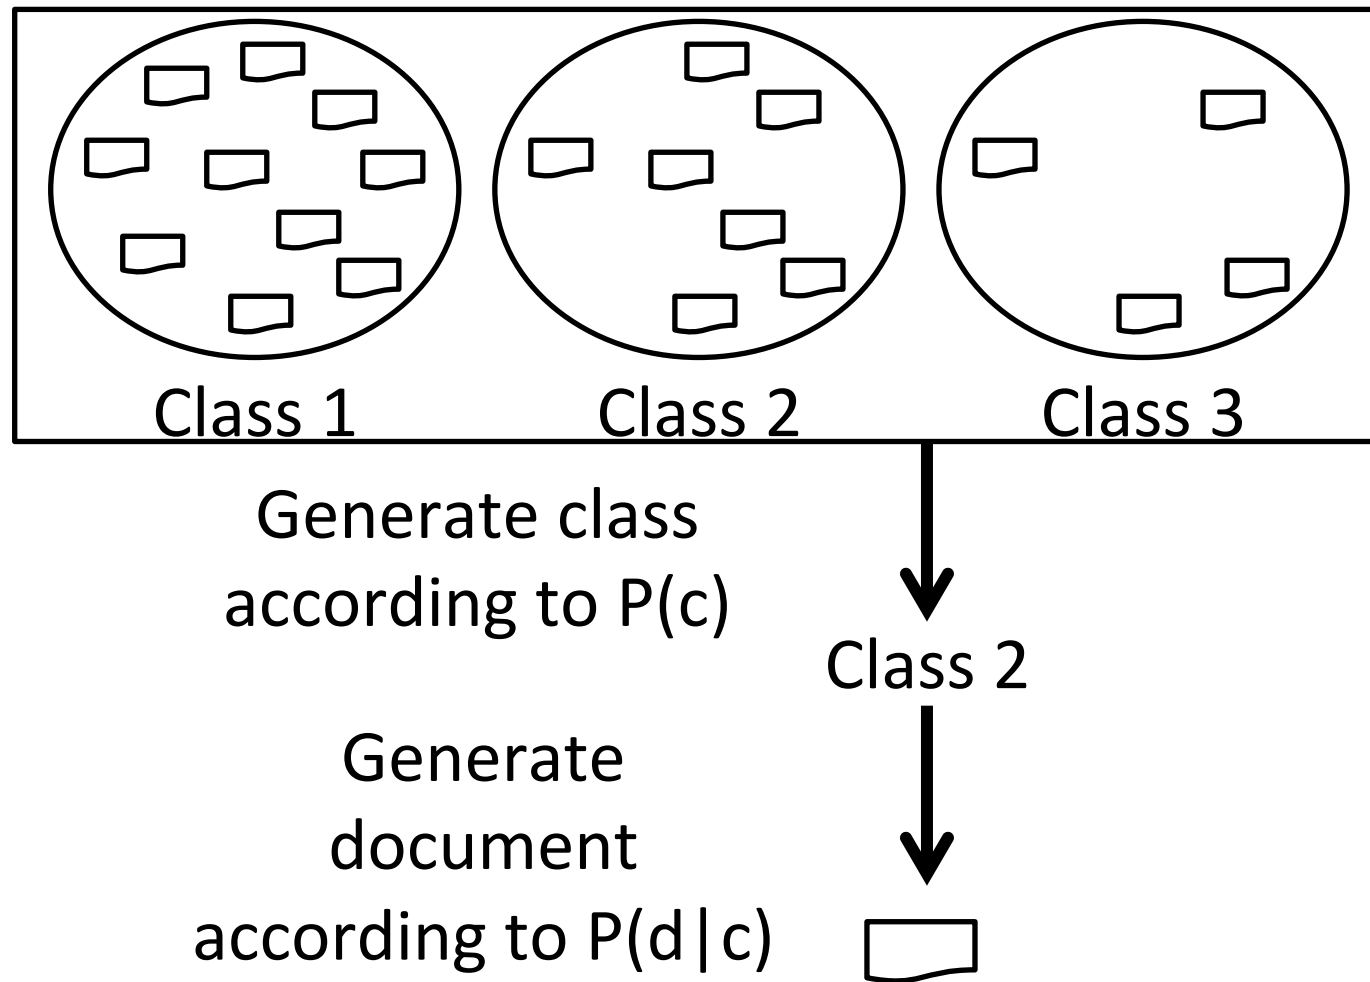 Class 1
Class 2
Class 3
Generate class
according to P(c)
Class 2
Generate
document
according to P(d|c)